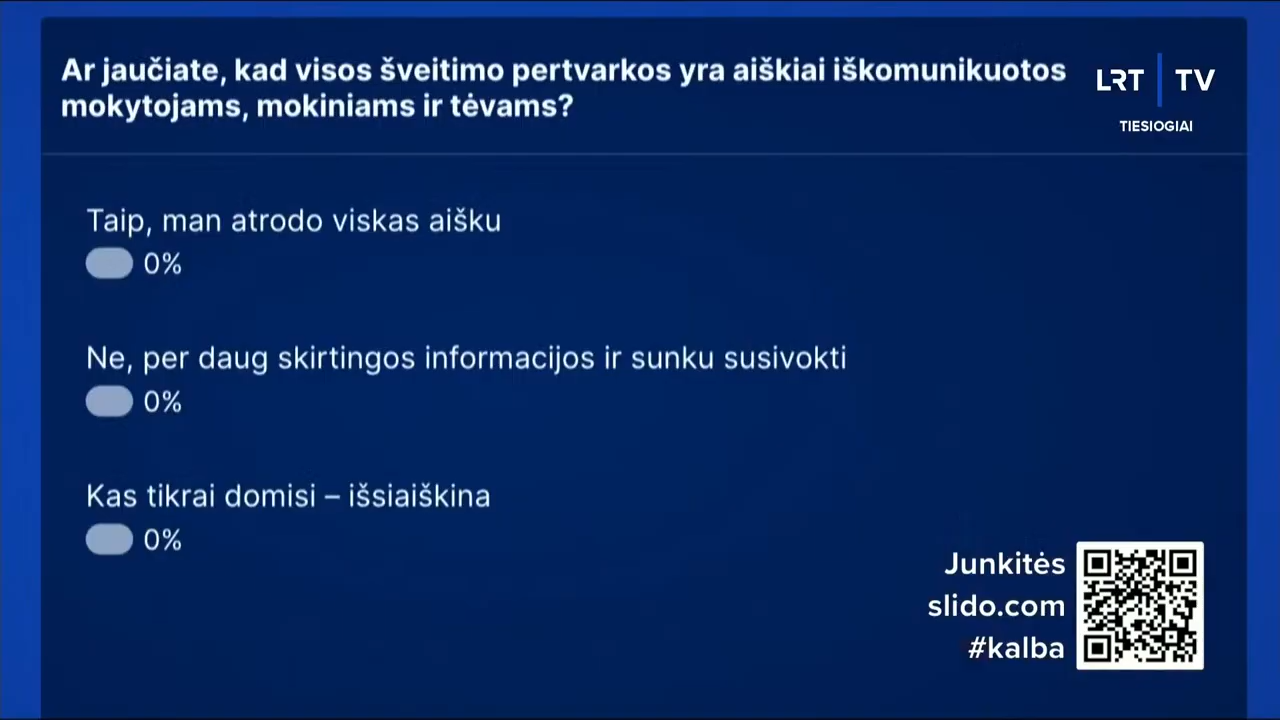 Ar jaučiate, kad visos šveitimo pertvarkos yra aiškiai iškomunikuotos
mokytojams, mokiniams ir tėvams?
LRT TV
TIESIOGIAI
Taip, man atrodo viskas aišku
0%
Ne, per daug skirtingos informacijos ir sunku susivokti
0%
Kas tikrai domisi – išsiaiškina
0%
Junkitės
slido.com
#kalba